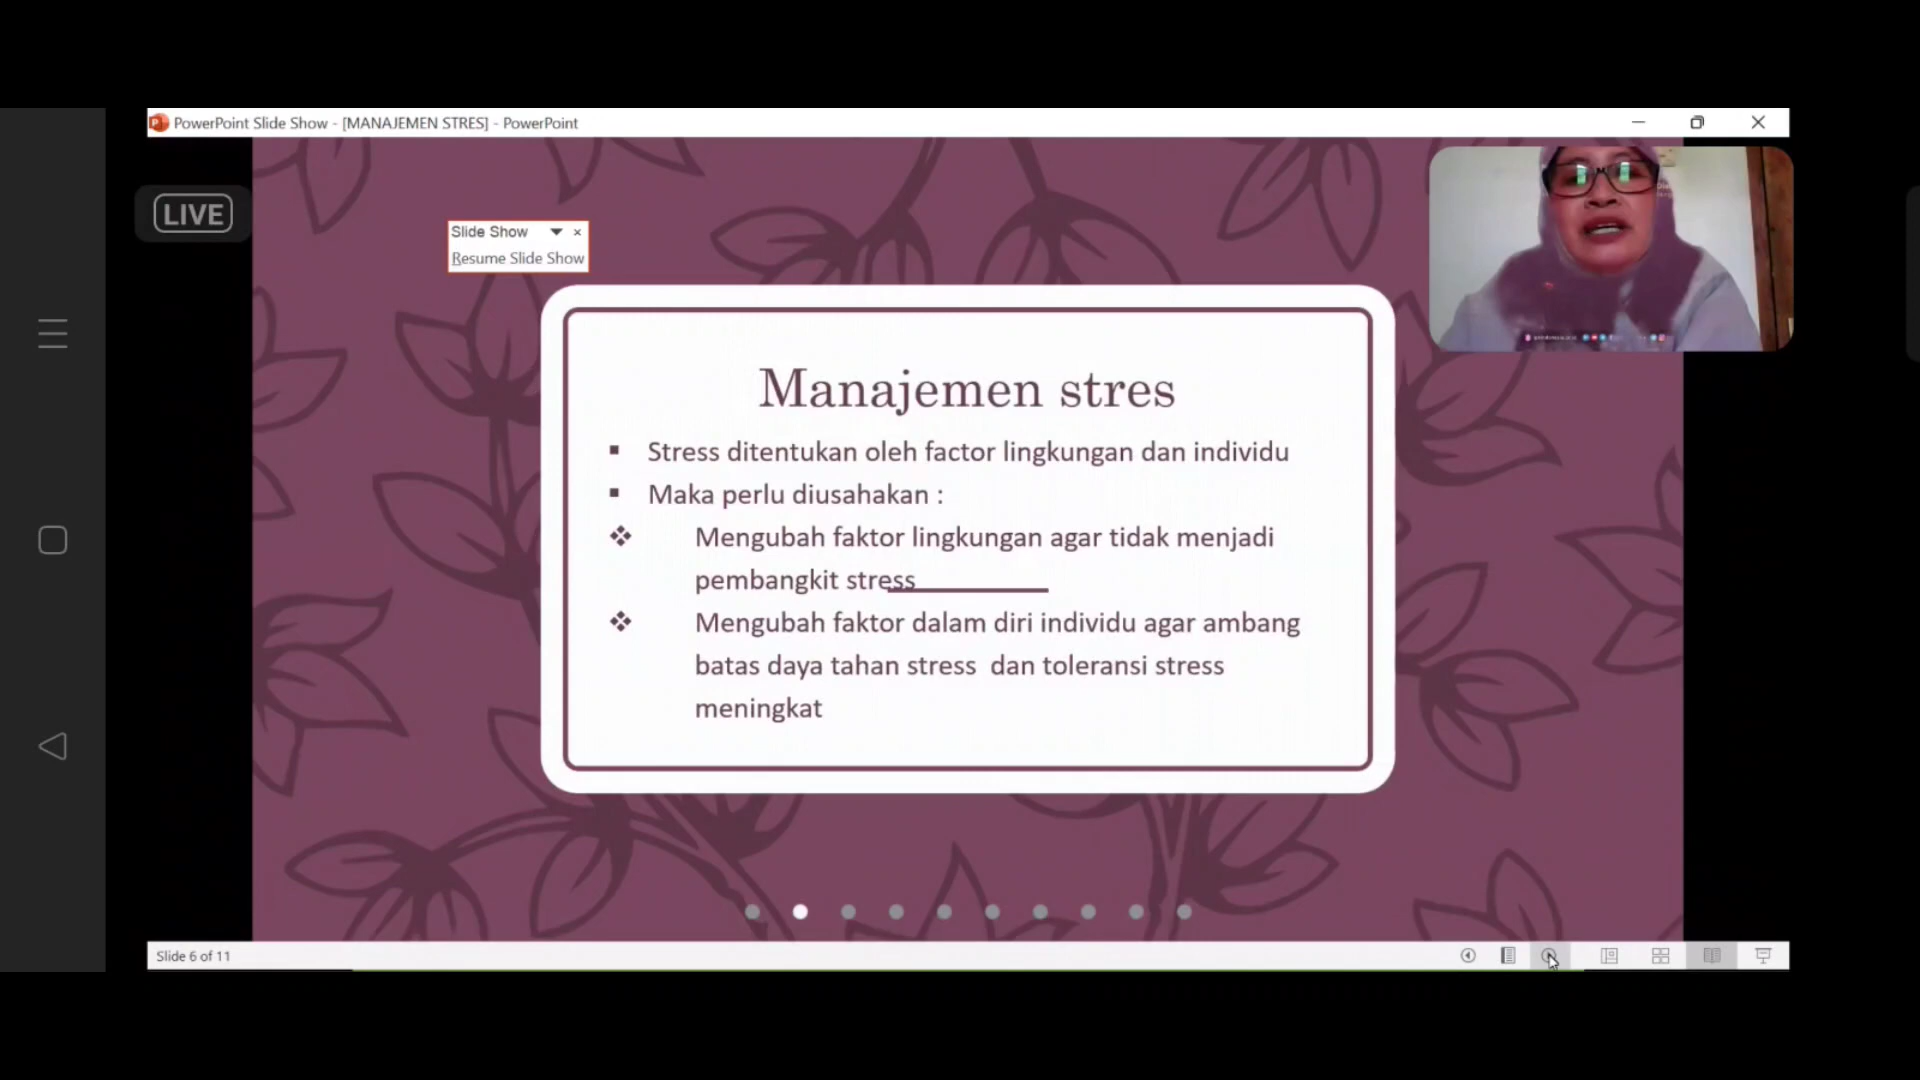 PowerPoint Slide Show - [MANAJEMEN STRES] - PowerPoint
LIVE
Slide Show
Resume Slide Show
Manajemen stres
Stress ditentukan oleh factor lingkungan dan individu
Maka perlu diusahakan :
Mengubah faktor lingkungan agar tidak menjadi
pembangkit stress
Mengubah faktor dalam diri individu agar ambang
batas daya tahan stress dan toleransi stress
meningkat
Slide 6 of 11